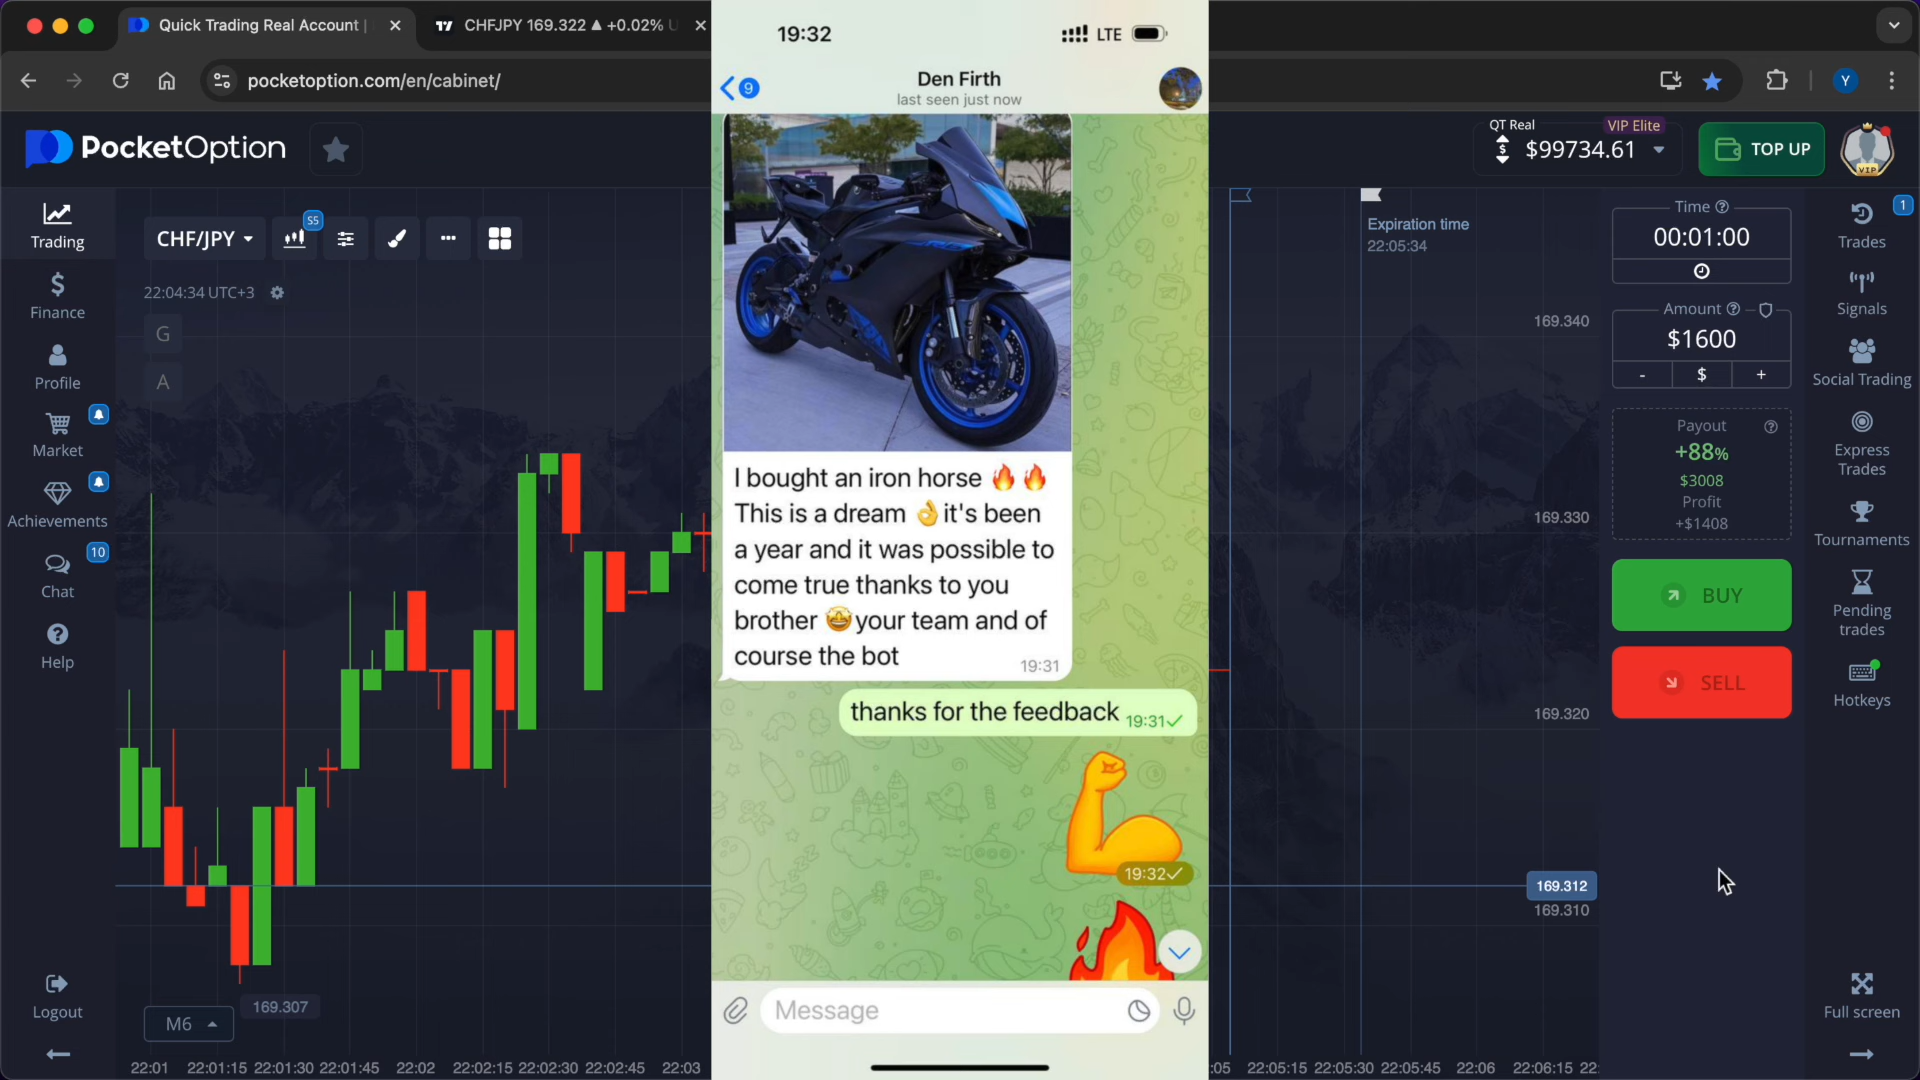 Quick Trading Real Account |
CHFJPY 169.322 ▲ +0.02% U
pocketoption.com/en/cabinet/
Y
PocketOption
QT Real
VIP Elite
$99734.61
TOP UP
VIP
Trading
Finance
Profile
Market
Achievements
10
Chat
Help
Logout
CHF/JPY
S5
22:04:34 UTC+3
G
A
169.307
M6
22:01
22:01:15
22:01:30
22:01:45
22:02
22:02:15
22:02:30
22:02:45
22:03
19:32
LTE
9
Den Firth
last seen just now
I bought an iron horse 🔥🔥
This is a dream 👌it's been
a year and it was possible to
come true thanks to you
brother 🤩your team and of
course the bot
19:31
thanks for the feedback 19:31
19:32
Message
Expiration time
22:05:34
169.340
169.330
169.320
169.312
169.310
:05
22:05:15
22:05:30
22:05:45
22:06
22:06:15
22:
Time
00:01:00
Amount
$1600
- $ +
Payout
+88%
$3008
Profit
+$1408
BUY
SELL
1
Trades
Signals
Social Trading
Express
Trades
Tournaments
Pending
trades
Hotkeys
Full screen